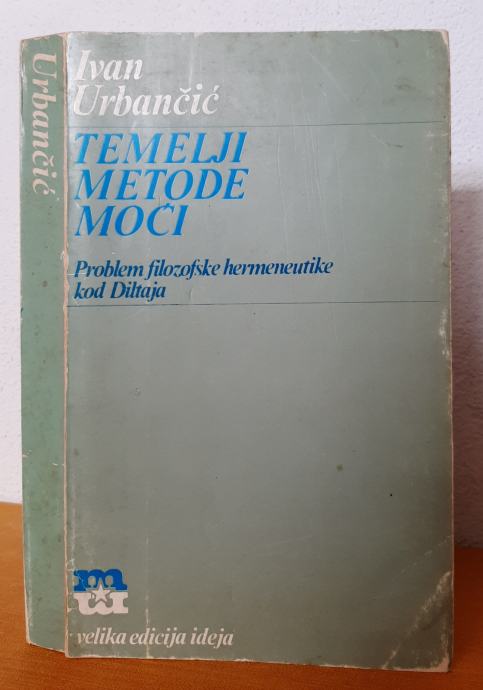 Urbančić
Ivan
Urbančić
TEMELJI
METODE
MOĆI
Problem filozofske hermeneutike
kod Diltaja
velika edicija ideja